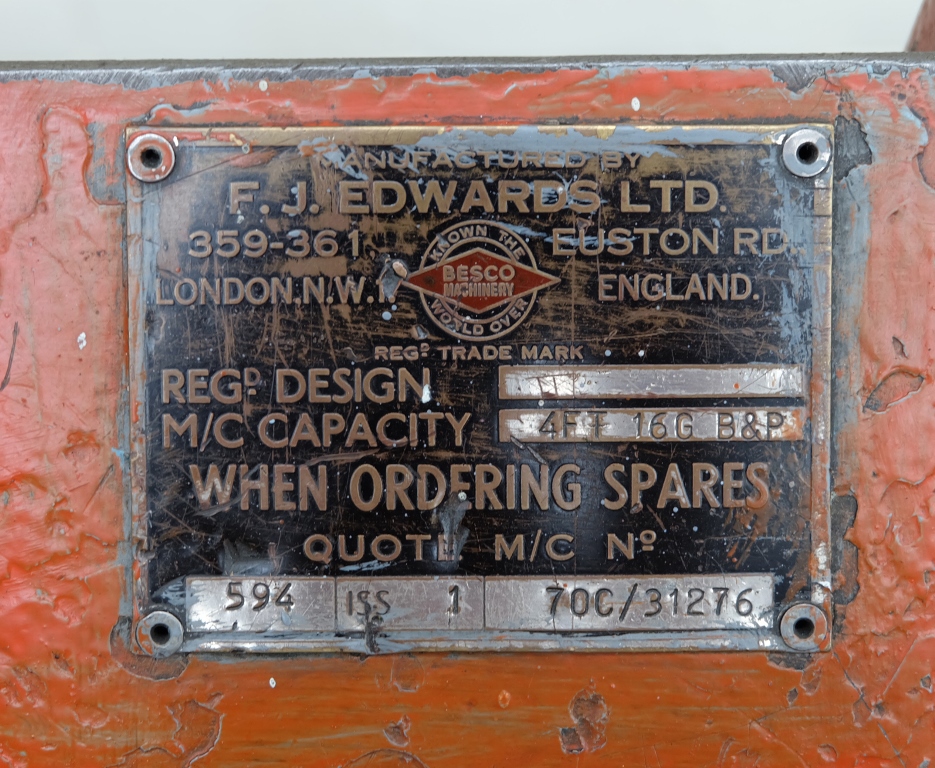 MANUFACTURED BY
F. J. EDWARDS LTD.
359-361 EUSTON RD.
KNOWN THE
BESCO
MACHINERY
WORLD OVER
LONDON.N.W.1. ENGLAND.
REGD. TRADE MARK
REGD. DESIGN
M/C CAPACITY 4FT 16G B&P
WHEN ORDERING SPARES
QUOTE M/C Nº
594 ISS 1 70C/31276